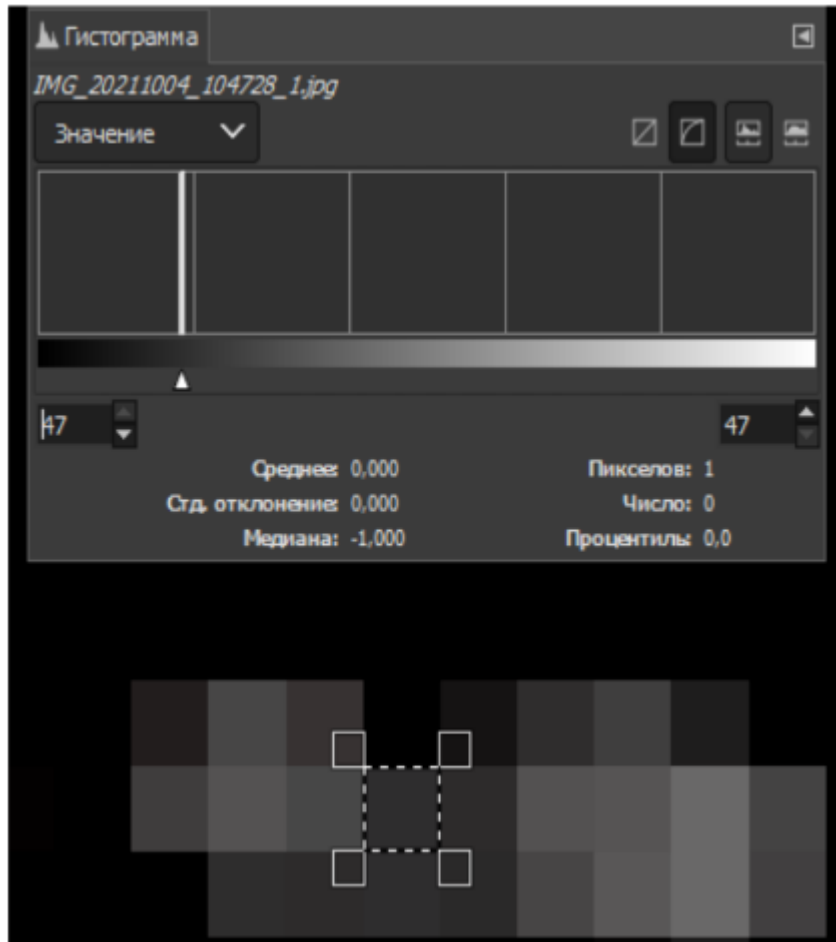 Гистограмма
IMG_20211004_104728_1.jpg
Значение
47 47
Среднее: 0,000 Пикселов: 1
Стд. отклонение: 0,000 Число: 0
Медиана: -1,000 Процентиль: 0,0